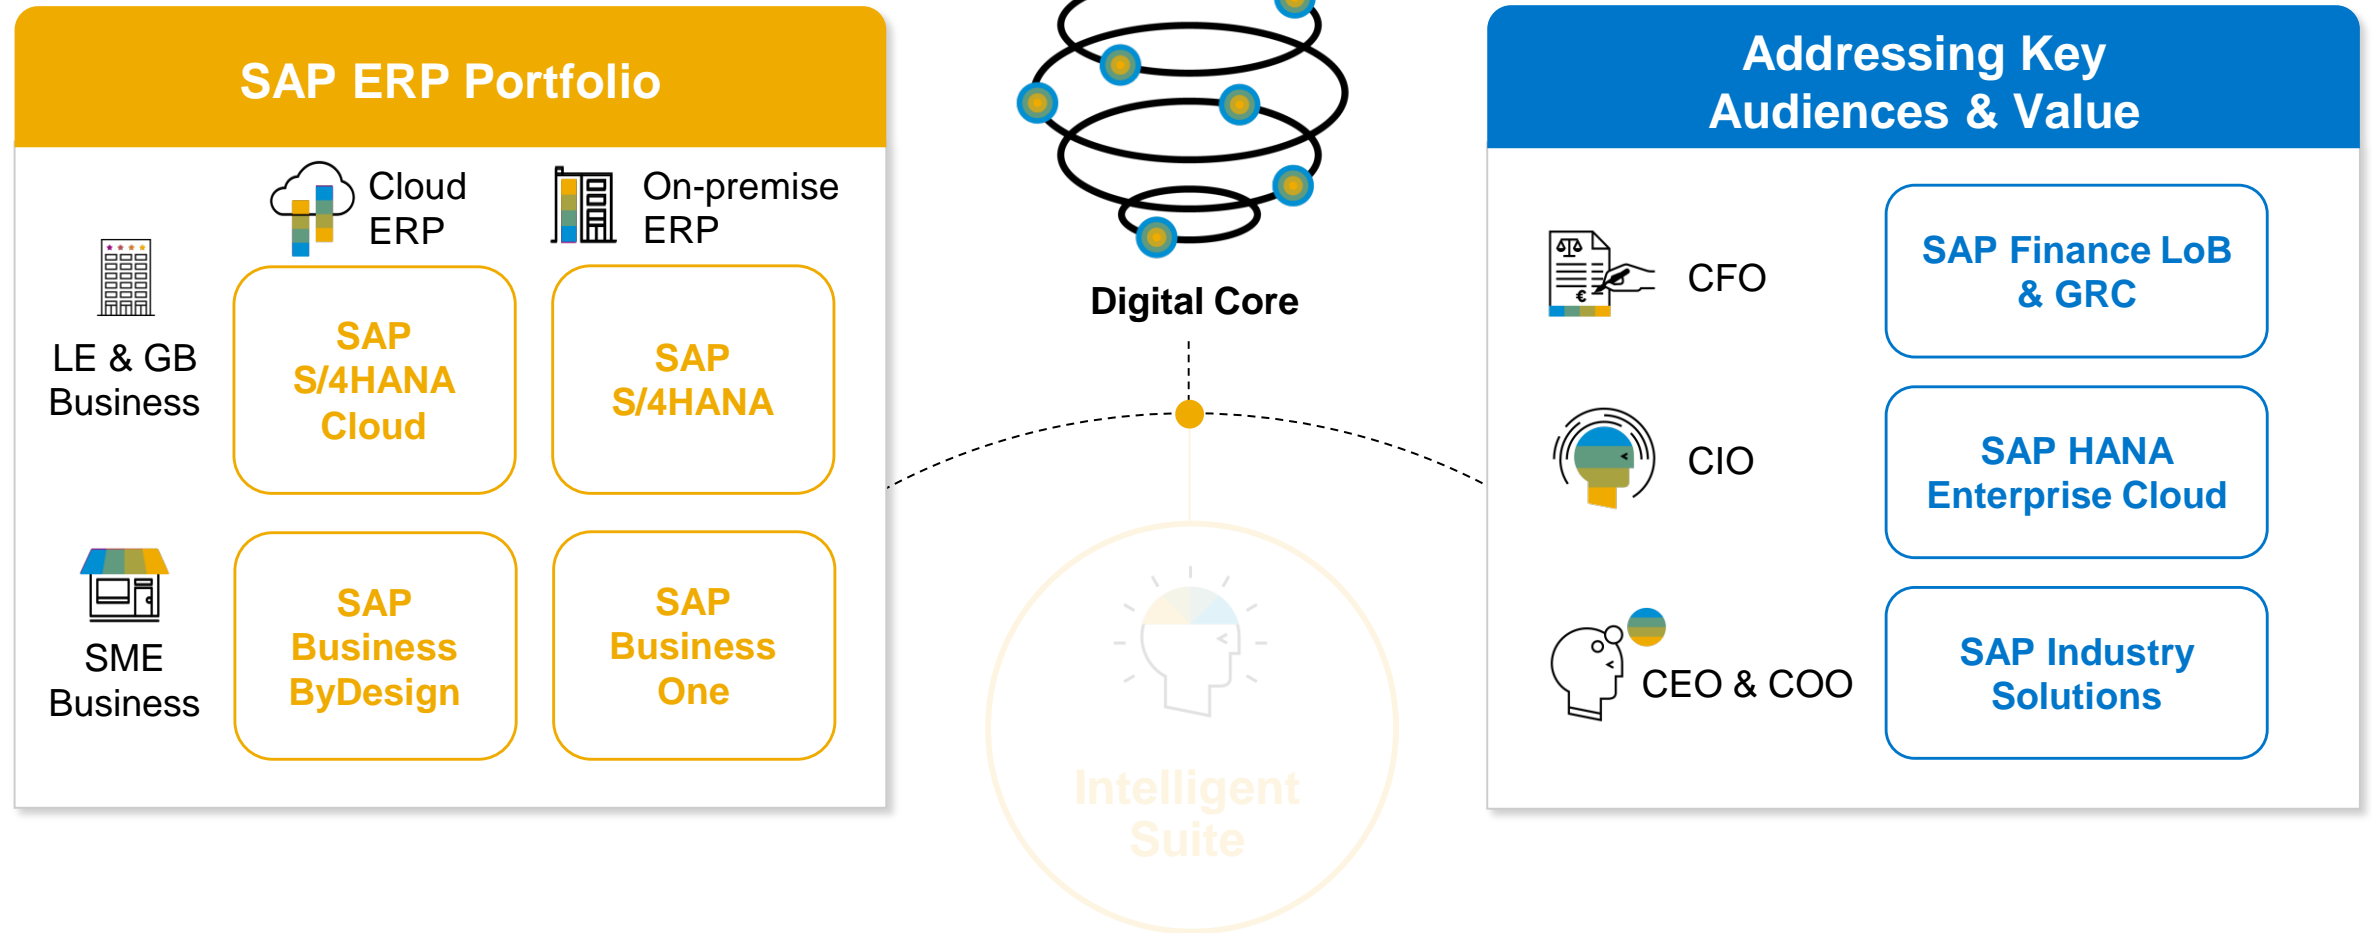 SAP ERP Portfolio
Cloud
ERP
On-premise
ERP
LE & GB
Business
SAP
S/4HANA
Cloud
SAP
S/4HANA
SME
Business
SAP
Business
ByDesign
SAP
Business
One
Digital Core
Intelligent
Suite
Addressing Key
Audiences & Value
CFO
SAP Finance LoB
& GRC
CIO
SAP HANA
Enterprise Cloud
CEO & COO
SAP Industry
Solutions